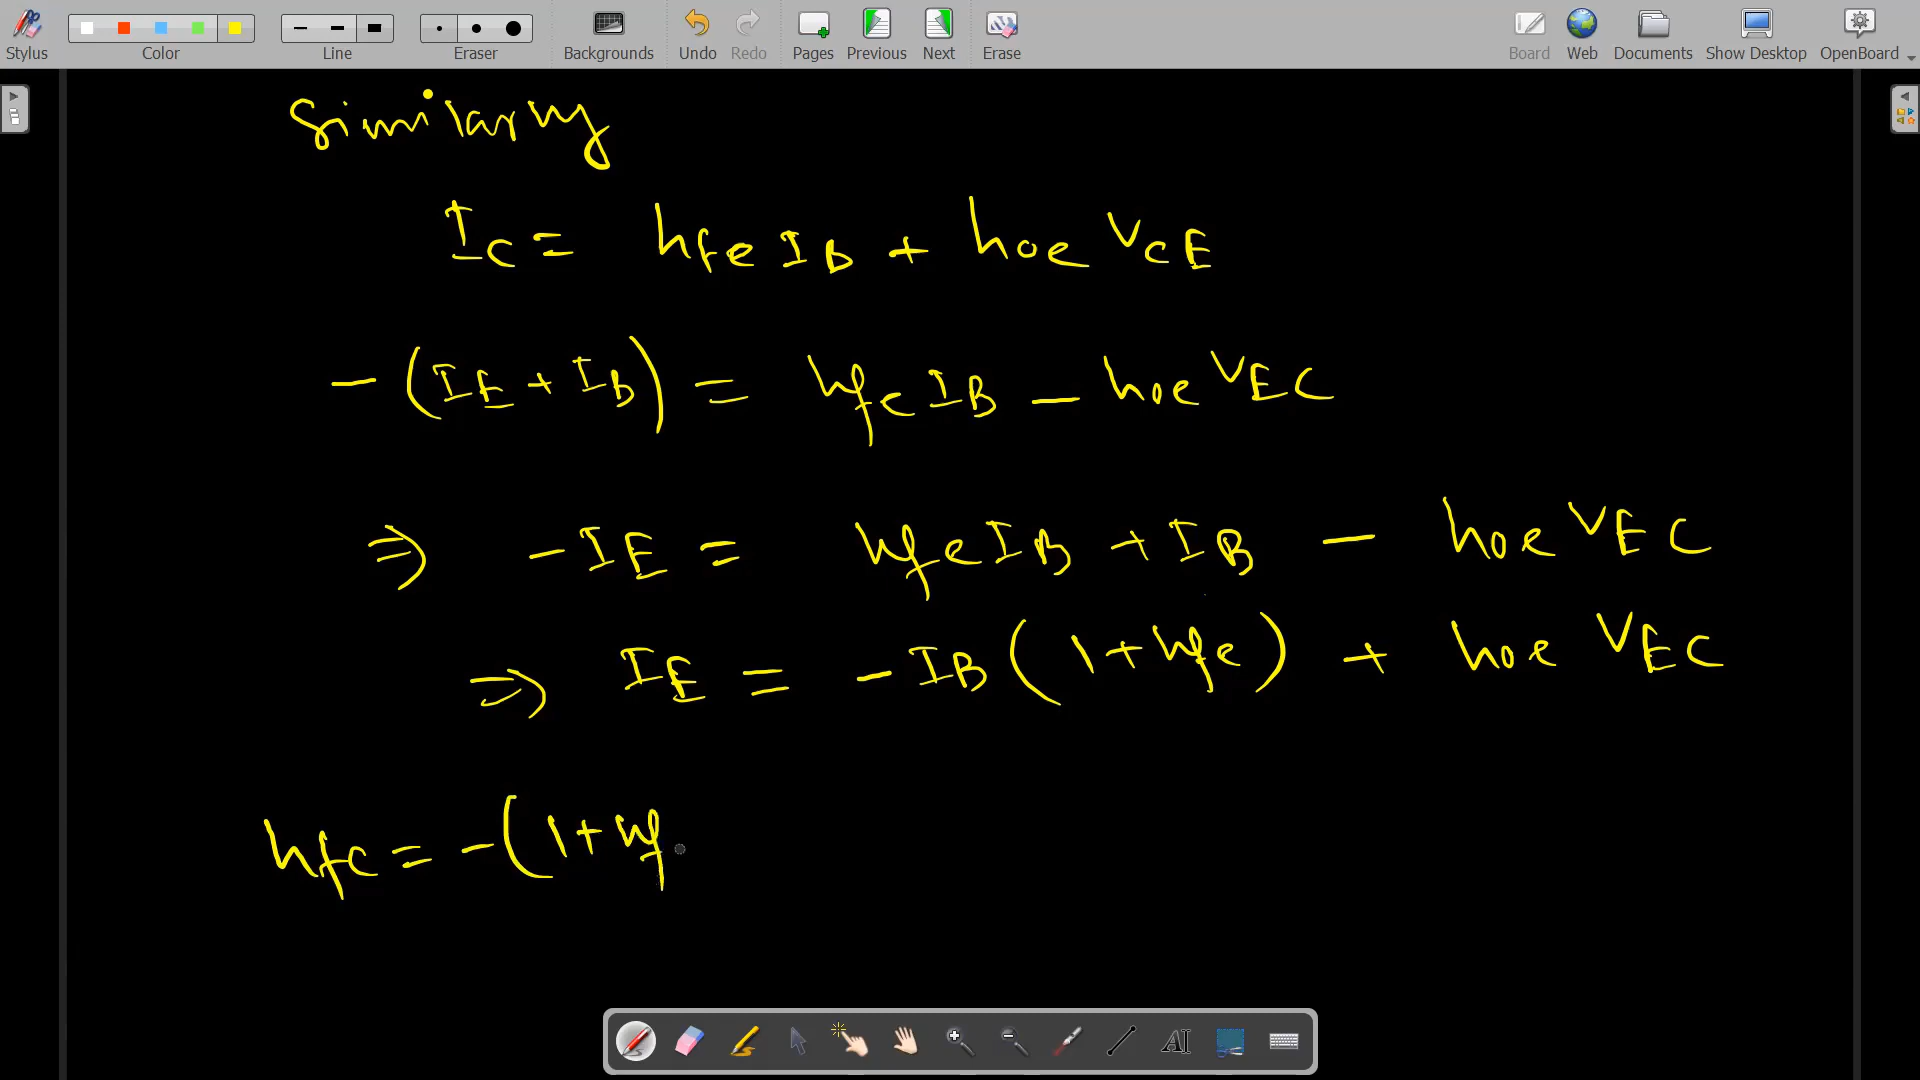 Stylus Color Line Eraser Backgrounds Undo Redo Pages Previous Next Erase Board Web Documents Show Desktop OpenBoard
Similarly
IC = hfe IB + hoe VCE
- (IE + IB) = hfe IB - hoe VEC
⇒ - IE = hfe IB + IB - hoe VEC
⇒ IE = - IB (1 + hfe) + hoe VEC
hfc = - (1 + hf
AI